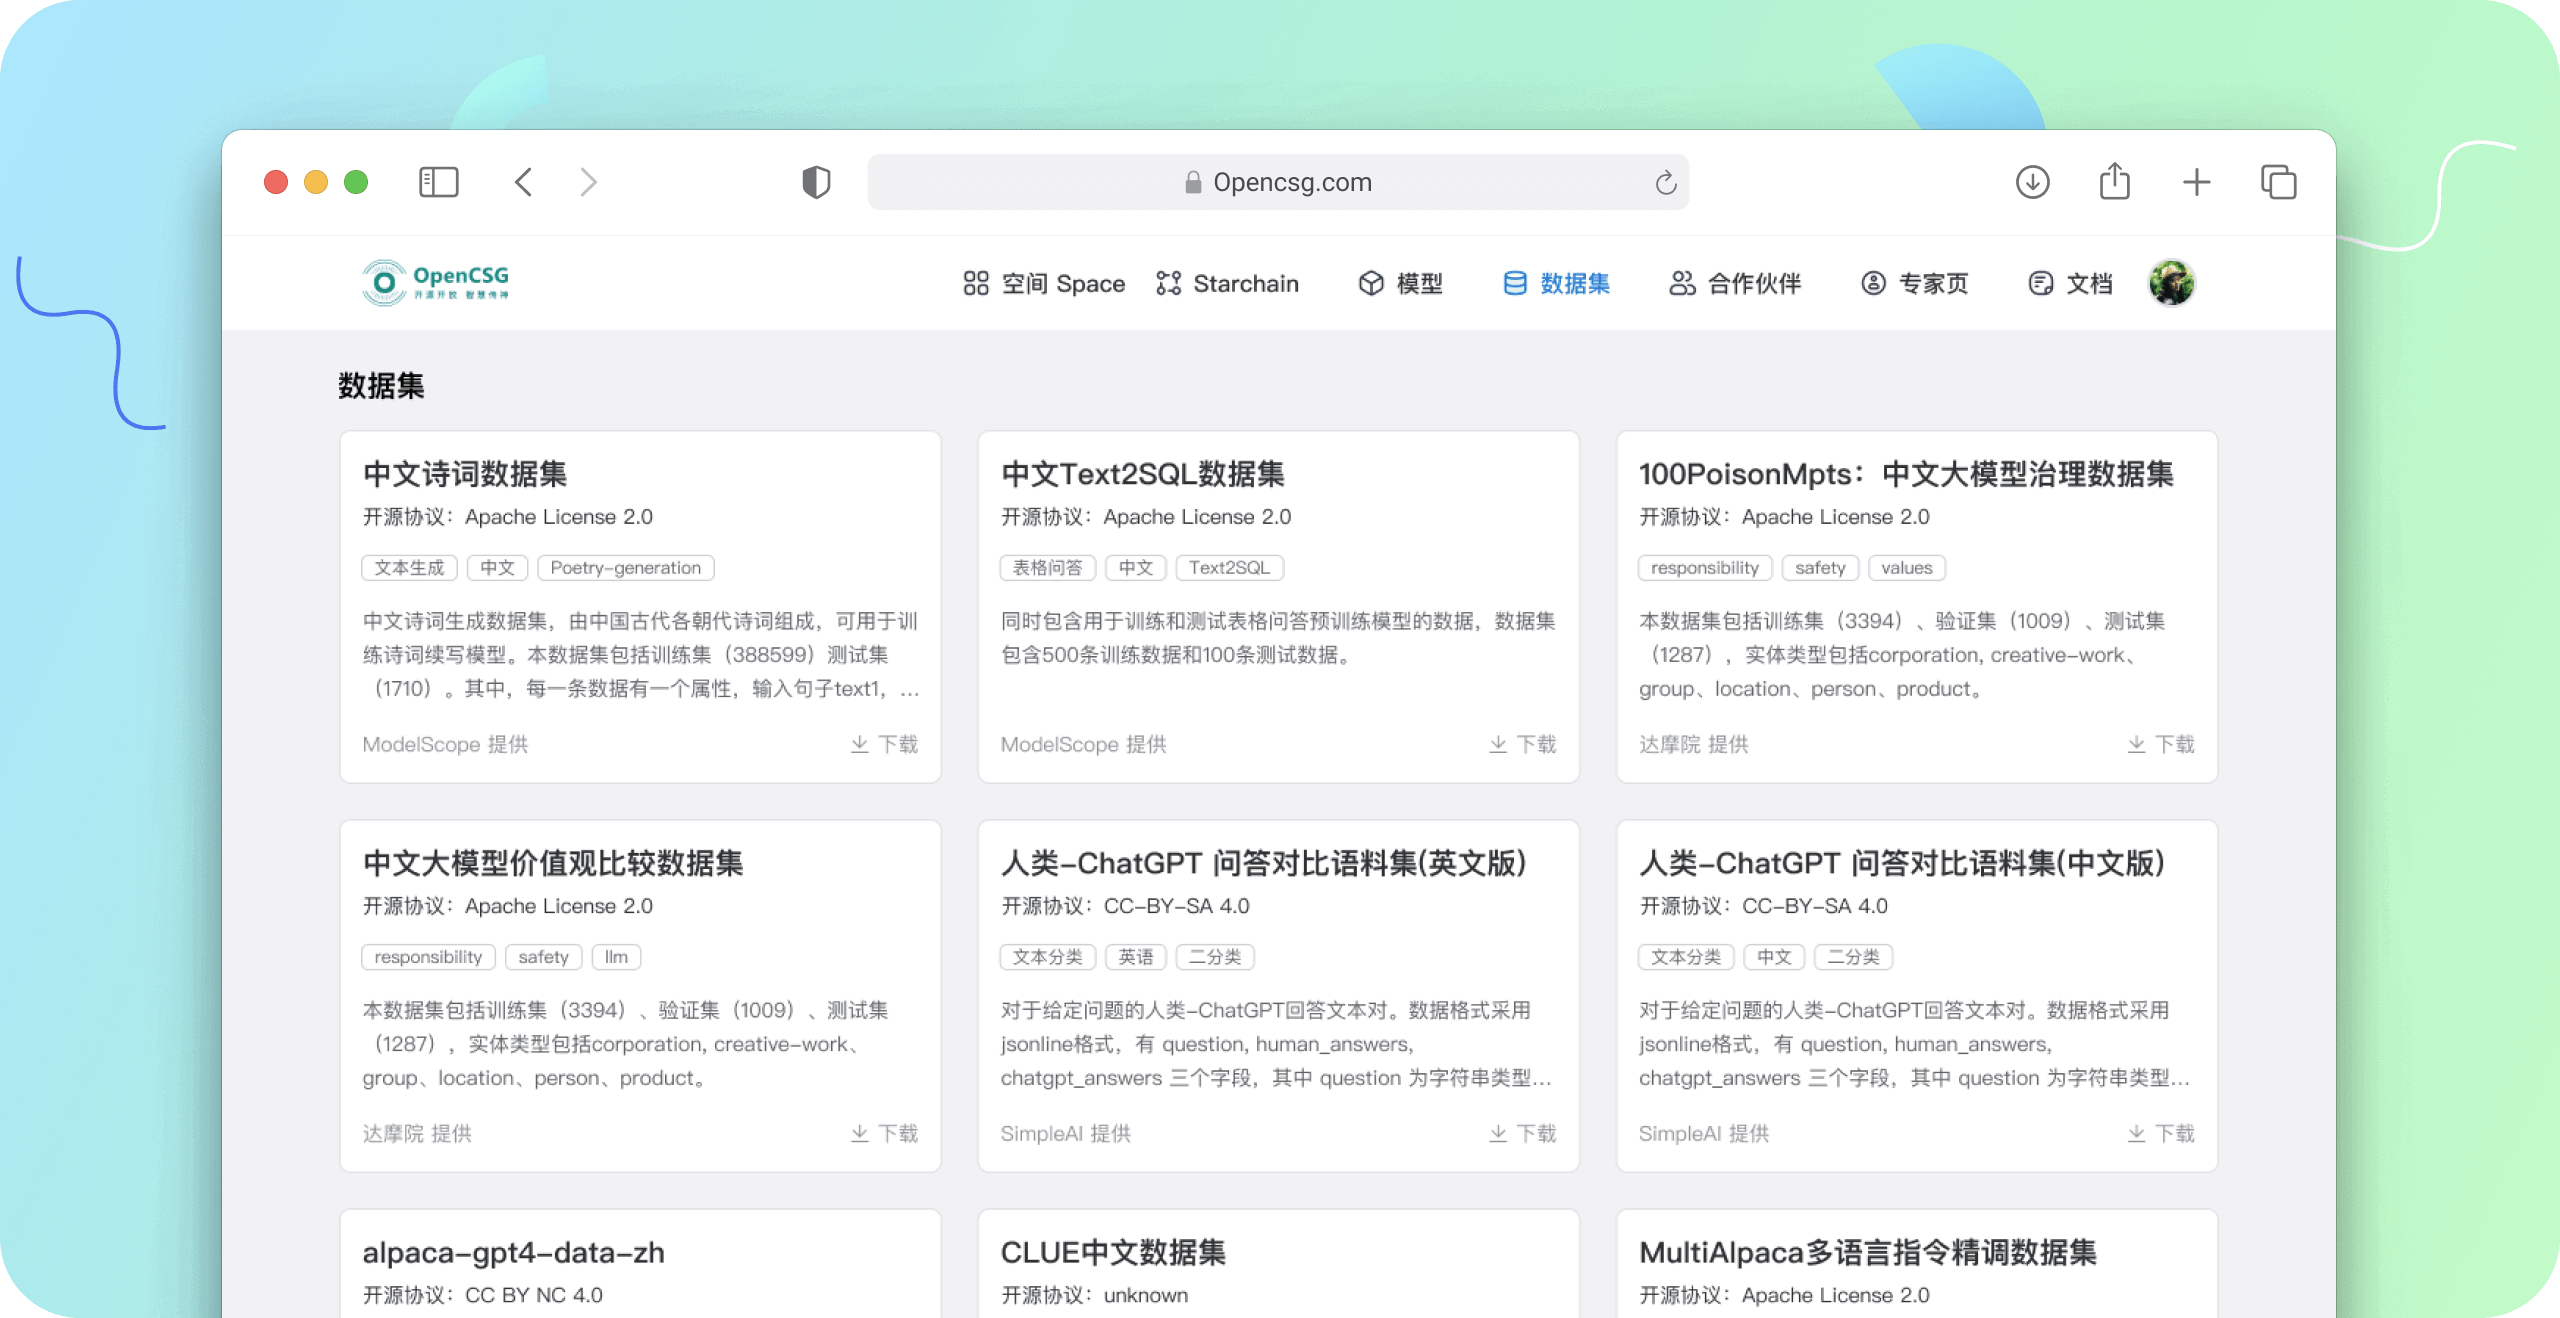 Opencsg.com
OpenCSG
开源开放 智慧传神
空间 Space
Starchain
模型
数据集
合作伙伴
专家页
文档
数据集
中文诗词数据集
开源协议：Apache License 2.0
文本生成 中文 Poetry-generation
中文诗词生成数据集，由中国古代各朝代诗词组成，可用于训
练诗词续写模型。本数据集包括训练集（388599）测试集
（1710）。其中，每一条数据有一个属性，输入句子text1，...
ModelScope 提供 下载
中文Text2SQL数据集
开源协议：Apache License 2.0
表格问答 中文 Text2SQL
同时包含用于训练和测试表格问答预训练模型的数据，数据集
包含500条训练数据和100条测试数据。
ModelScope 提供 下载
100PoisonMpts：中文大模型治理数据集
开源协议：Apache License 2.0
responsibility safety values
本数据集包括训练集（3394）、验证集（1009）、测试集
（1287），实体类型包括corporation, creative-work、
group、location、person、product。
达摩院 提供 下载
中文大模型价值观比较数据集
开源协议：Apache License 2.0
responsibility safety llm
本数据集包括训练集（3394）、验证集（1009）、测试集
（1287），实体类型包括corporation, creative-work、
group、location、person、product。
达摩院 提供 下载
人类-ChatGPT 问答对比语料集(英文版)
开源协议：CC-BY-SA 4.0
文本分类 英语 二分类
对于给定问题的人类-ChatGPT回答文本对。数据格式采用
jsonline格式，有 question, human_answers,
chatgpt_answers 三个字段，其中 question 为字符串类型...
SimpleAI 提供 下载
人类-ChatGPT 问答对比语料集(中文版)
开源协议：CC-BY-SA 4.0
文本分类 中文 二分类
对于给定问题的人类-ChatGPT回答文本对。数据格式采用
jsonline格式，有 question, human_answers,
chatgpt_answers 三个字段，其中 question 为字符串类型...
SimpleAI 提供 下载
alpaca-gpt4-data-zh
开源协议：CC BY NC 4.0
CLUE中文数据集
开源协议：unknown
MultiAlpaca多语言指令精调数据集
开源协议：Apache License 2.0